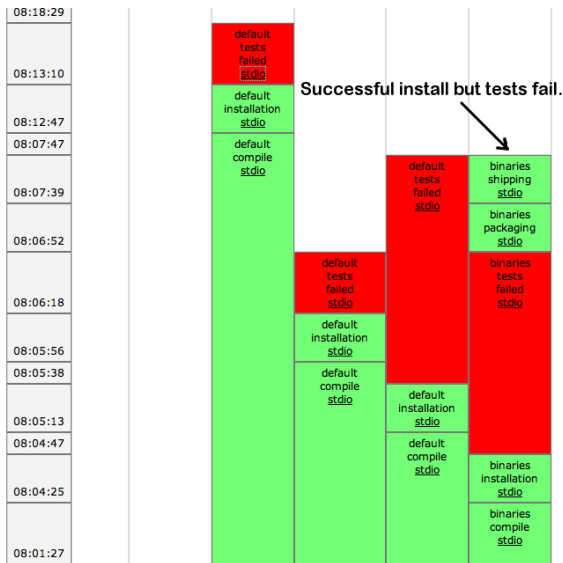 08:18:29
default
tests
failed
stdio
08:13:10
default
installation
stdio
Successful install but tests fail.
08:12:47
08:07:47
default
compile
stdio
default
tests
failed
stdio
binaries
shipping
stdio
08:07:39
binaries
packaging
stdio
08:06:52
default
tests
failed
stdio
binaries
tests
failed
stdio
08:06:18
default
installation
stdio
08:05:56
08:05:38
default
compile
stdio
default
installation
stdio
08:05:13
08:04:47
default
compile
stdio
binaries
installation
stdio
08:04:25
binaries
compile
stdio
08:01:27